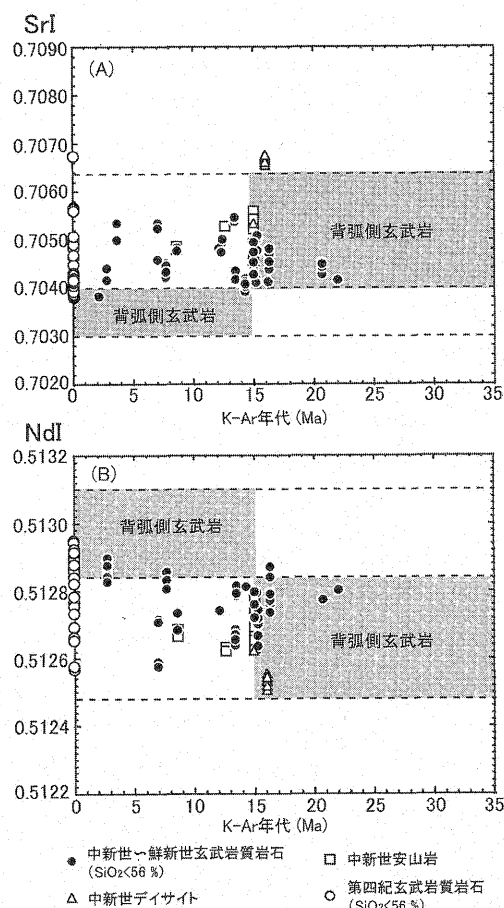 SrI
0.7090
(A)
0.7080
0.7070
0.7060
0.7050
0.7040
0.7030
0.7020
背弧側玄武岩
背弧側玄武岩
0 5 10 15 20 25 30 35
K-Ar年代 (Ma)
NdI
0.5132
(B)
0.5130
0.5128
0.5126
0.5124
0.5122
背弧側玄武岩
背弧側玄武岩
0 5 10 15 20 25 30 35
K-Ar年代 (Ma)
中新世〜鮮新世玄武岩質岩石
(SiO₂<56 %)
中新世安山岩
中新世デイサイト
第四紀玄武岩質岩石
(SiO₂<56 %)